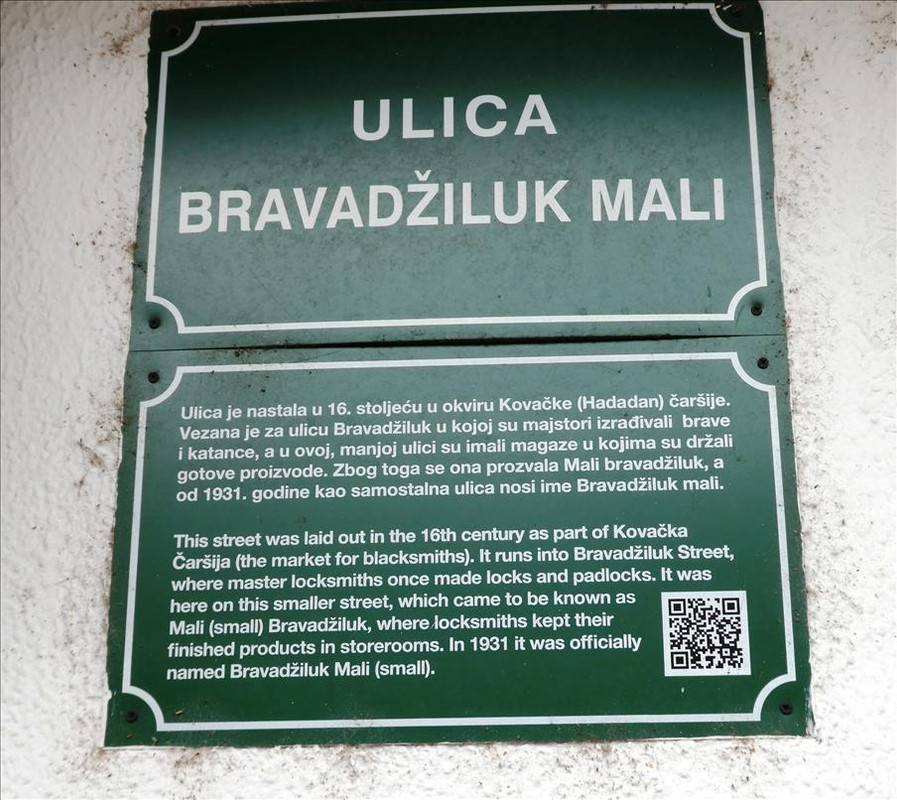 ULICA
BRAVADŽILUK MALI
Ulica je nastala u 16. stoljeću u okviru Kovačke (Hadadan) čaršije.
Vezana je za ulicu Bravadžiluk u kojoj su majstori izrađivali brave
i katance, a u ovoj, manjoj ulici su imali magaze u kojima su držali
gotove proizvode. Zbog toga se ona prozvala Mali bravadžiluk, a
od 1931. godine kao samostalna ulica nosi ime Bravadžiluk mali.
This street was laid out in the 16th century as part of Kovačka
Čaršija (the market for blacksmiths). It runs into Bravadžiluk Street,
where master locksmiths once made locks and padlocks. It was
here on this smaller street, which came to be known as
Mali (small) Bravadžiluk, where locksmiths kept their
finished products in storerooms. In 1931 it was officially
named Bravadžiluk Mali (small).